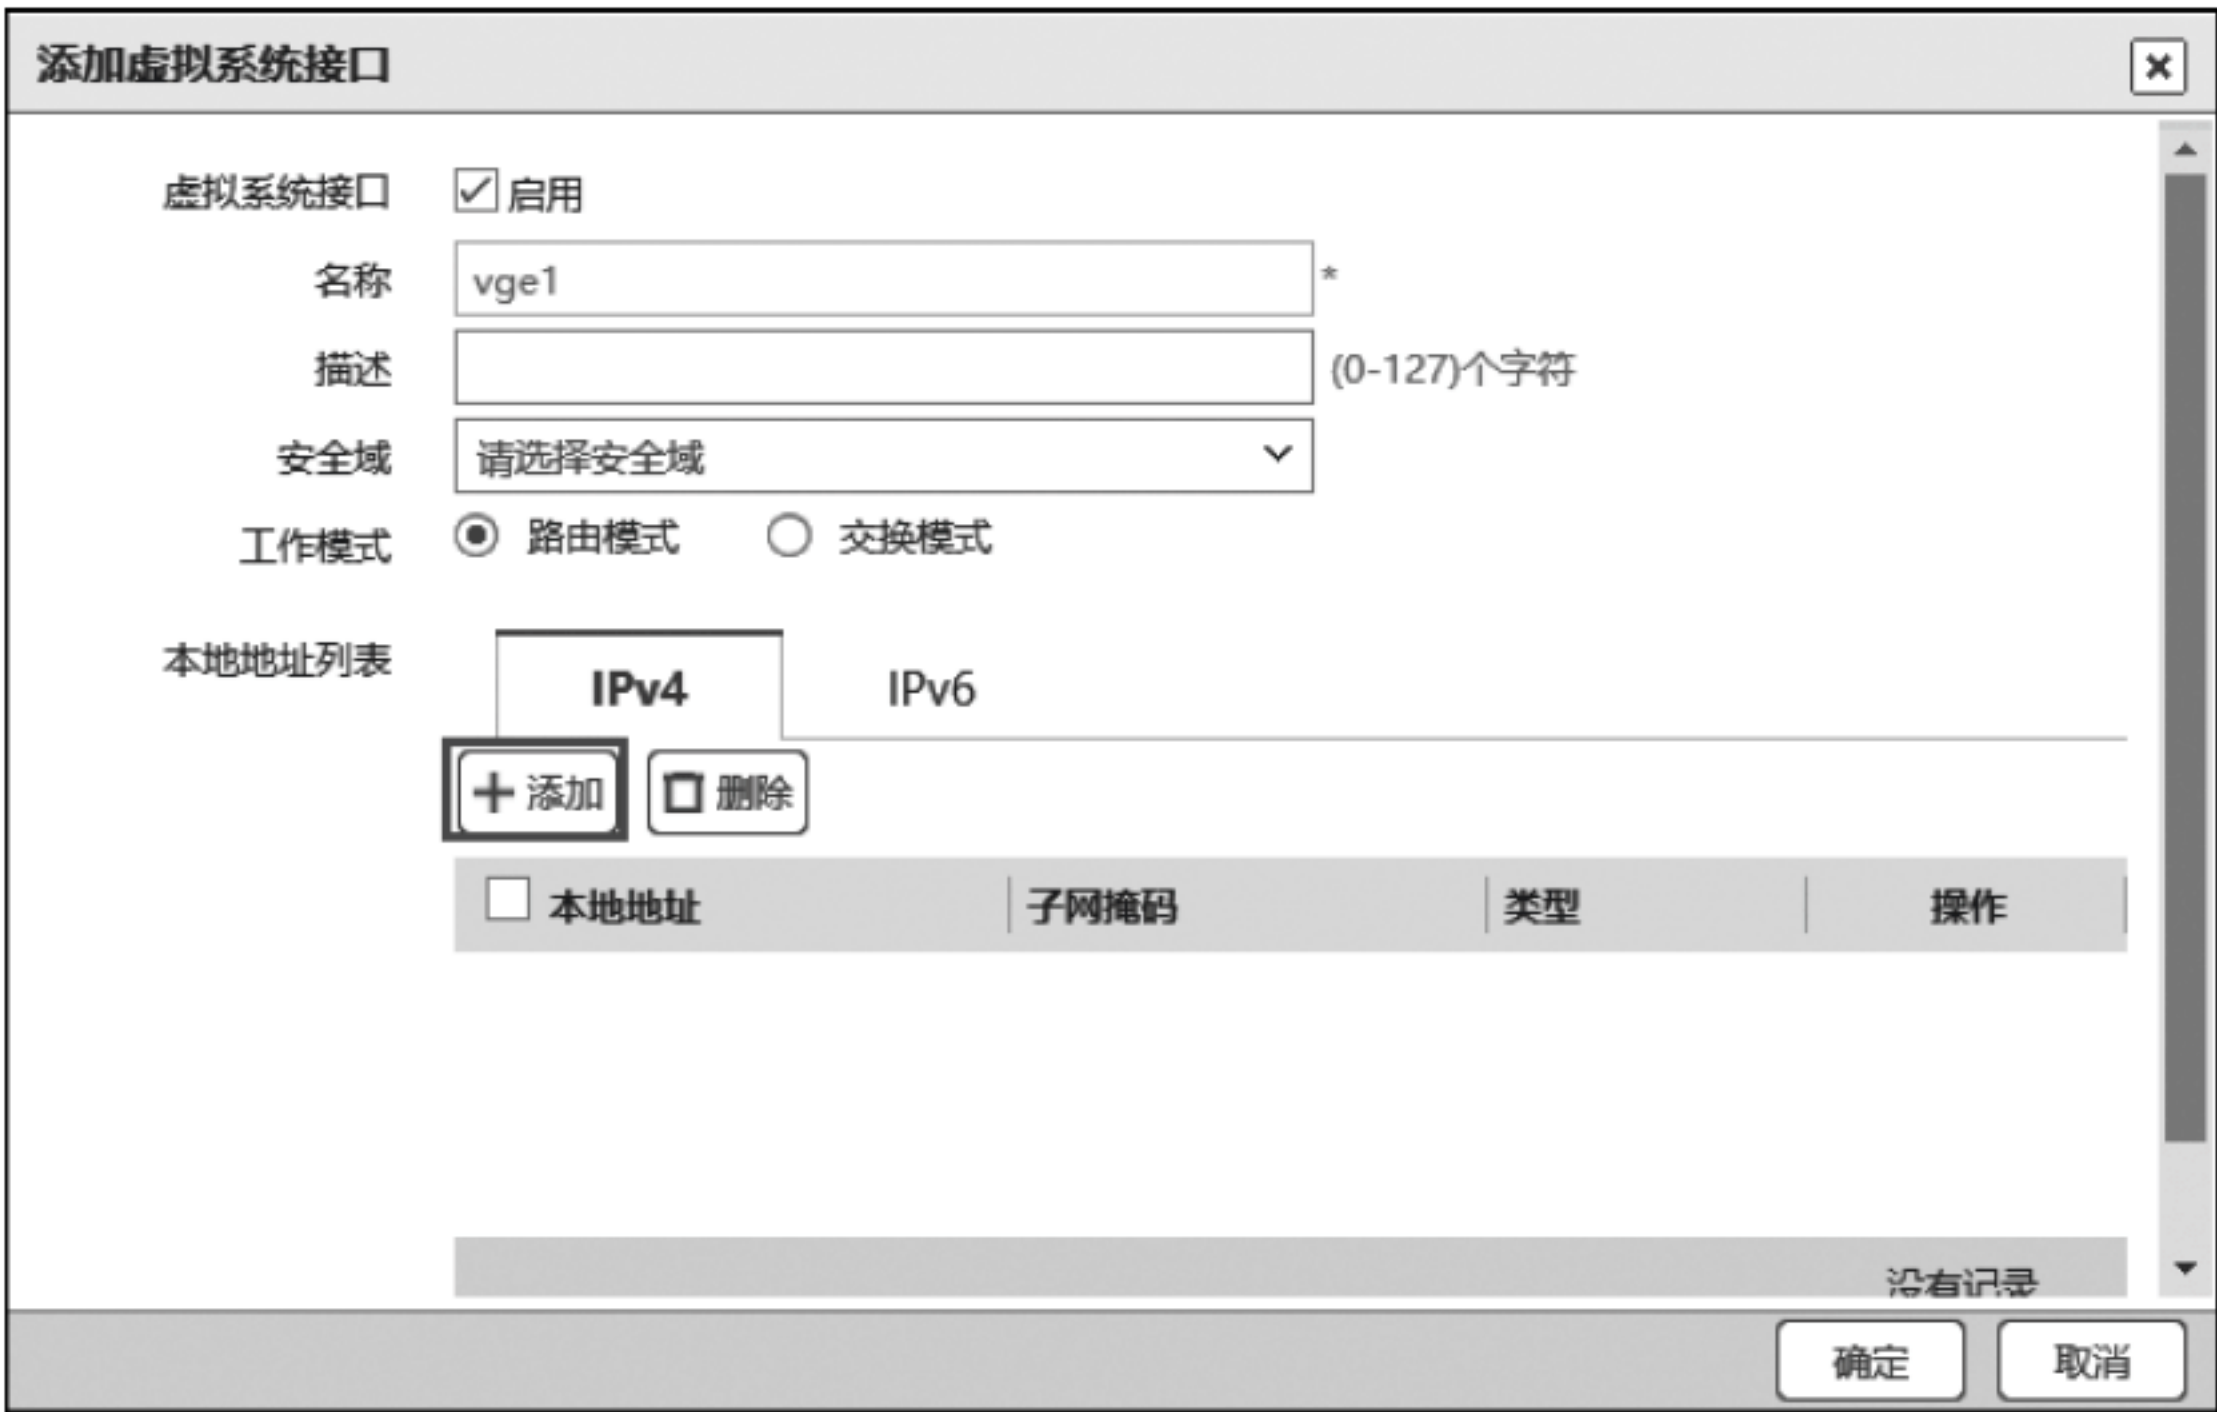 添加虚拟系统接口
虚拟系统接口 启用
名称 vge1 *
描述 (0-127)个字符
安全域 请选择安全域
工作模式 路由模式 交换模式
本地地址列表 IPv4 IPv6
添加 删除
本地地址 子网掩码 类型 操作
没有记录
确定 取消